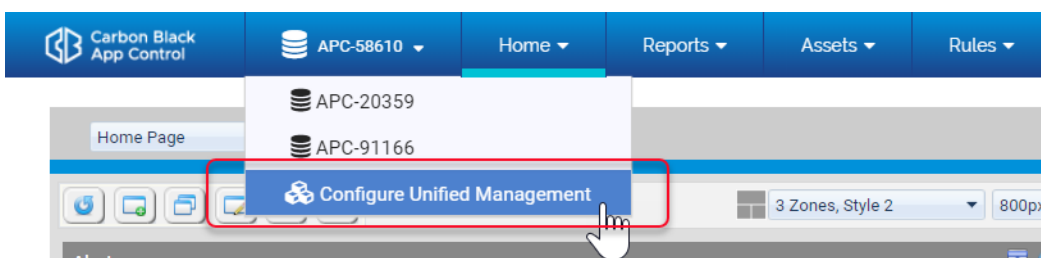 Carbon Black
App Control
APC-58610
Home
Reports
Assets
Rules
APC-20359
Home Page
APC-91166
Configure Unified Management
3 Zones, Style 2
800px